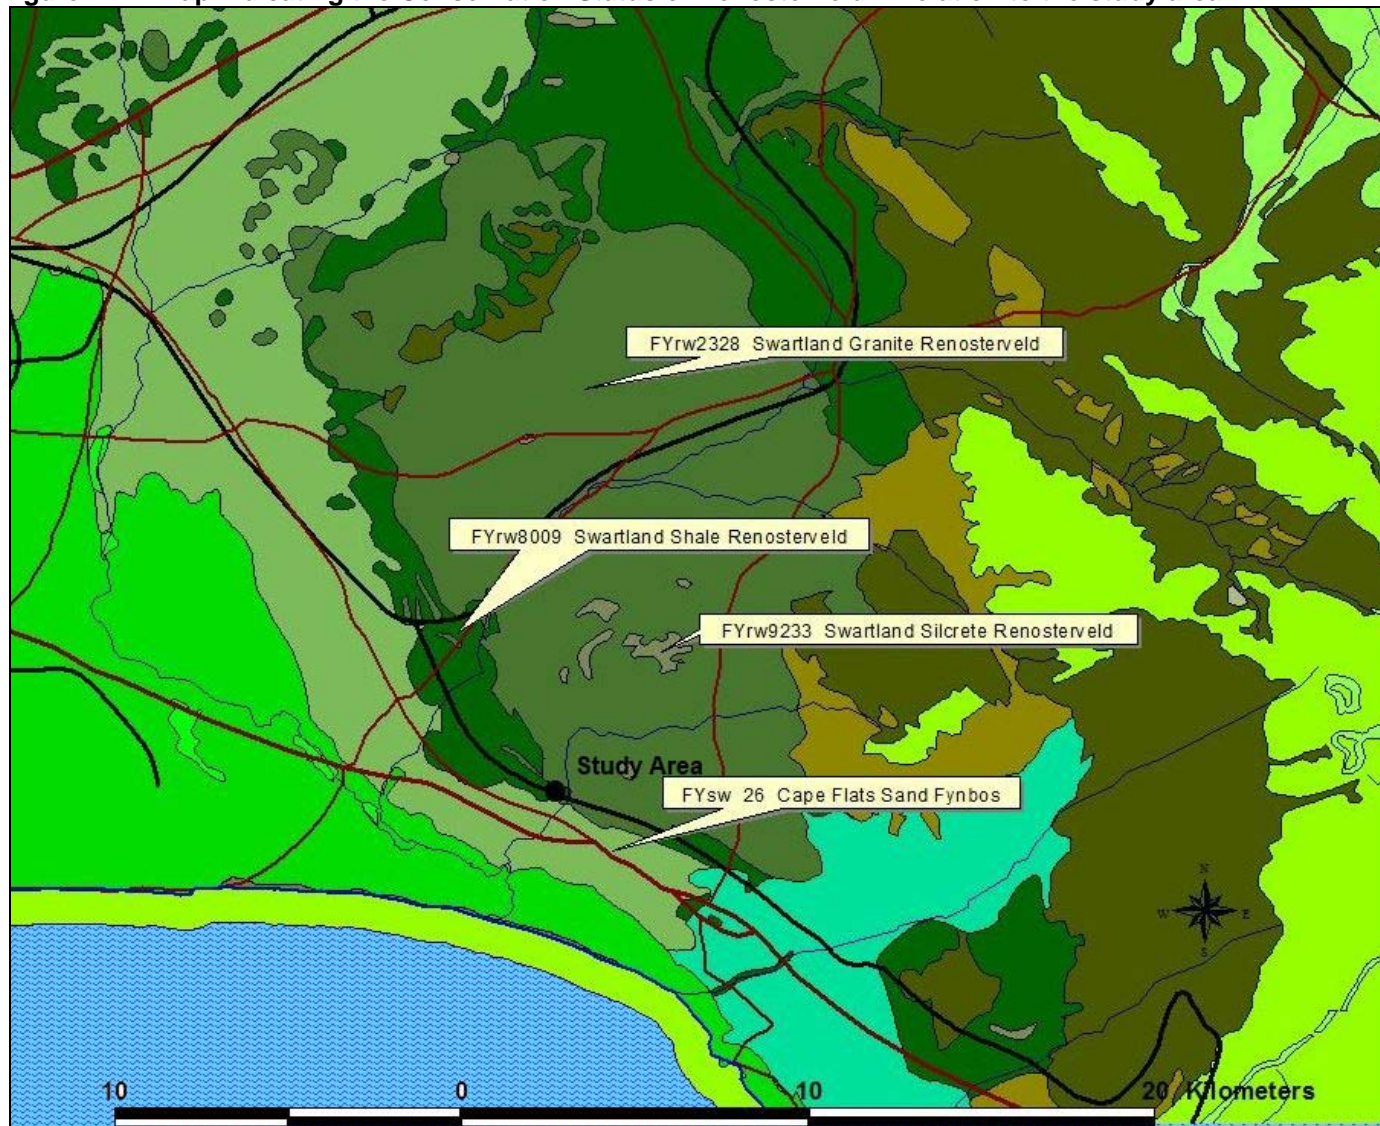 FYrw2328 Swartland Granite Renosterveld
FYrw8009 Swartland Shale Renosterveld
FYrw9233 Swartland Silcrete Renosterveld
Study Area
FYsw 26 Cape Flats Sand Fynbos
N
W E
S
10 0 10 20 Kilometers